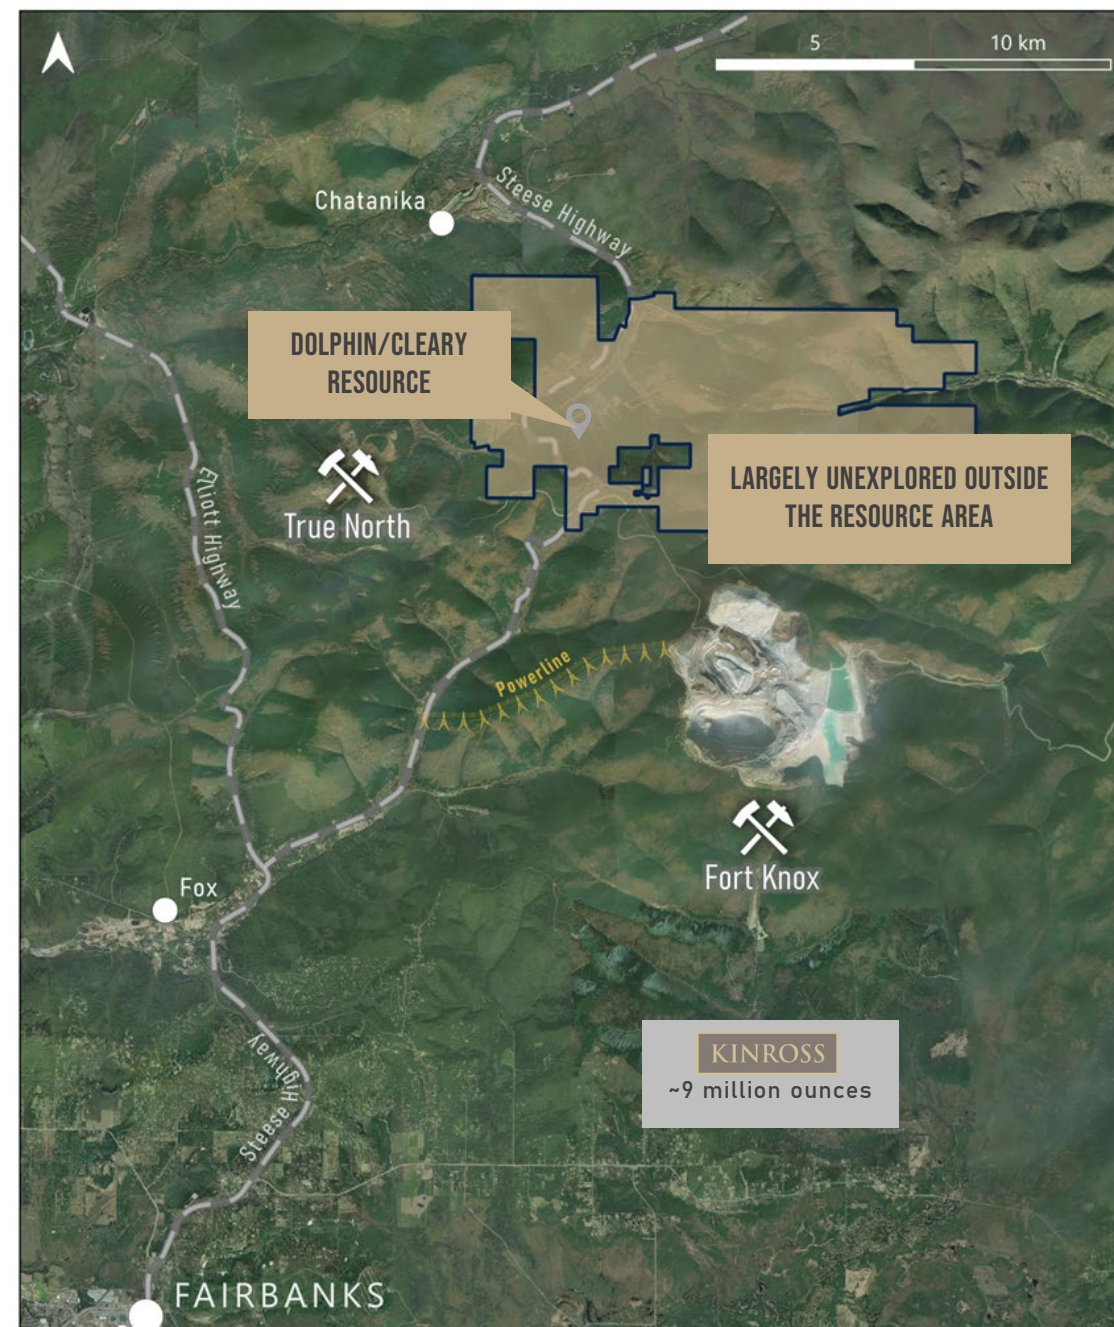 5
10 km
Chatanika
Steese Highway
DOLPHIN/CLEARY
RESOURCE
True North
Elliott Highway
LARGELY UNEXPLORED OUTSIDE
THE RESOURCE AREA
Powerline
Fort Knox
Fox
KINROSS
~9 million ounces
Steese Highway
FAIRBANKS